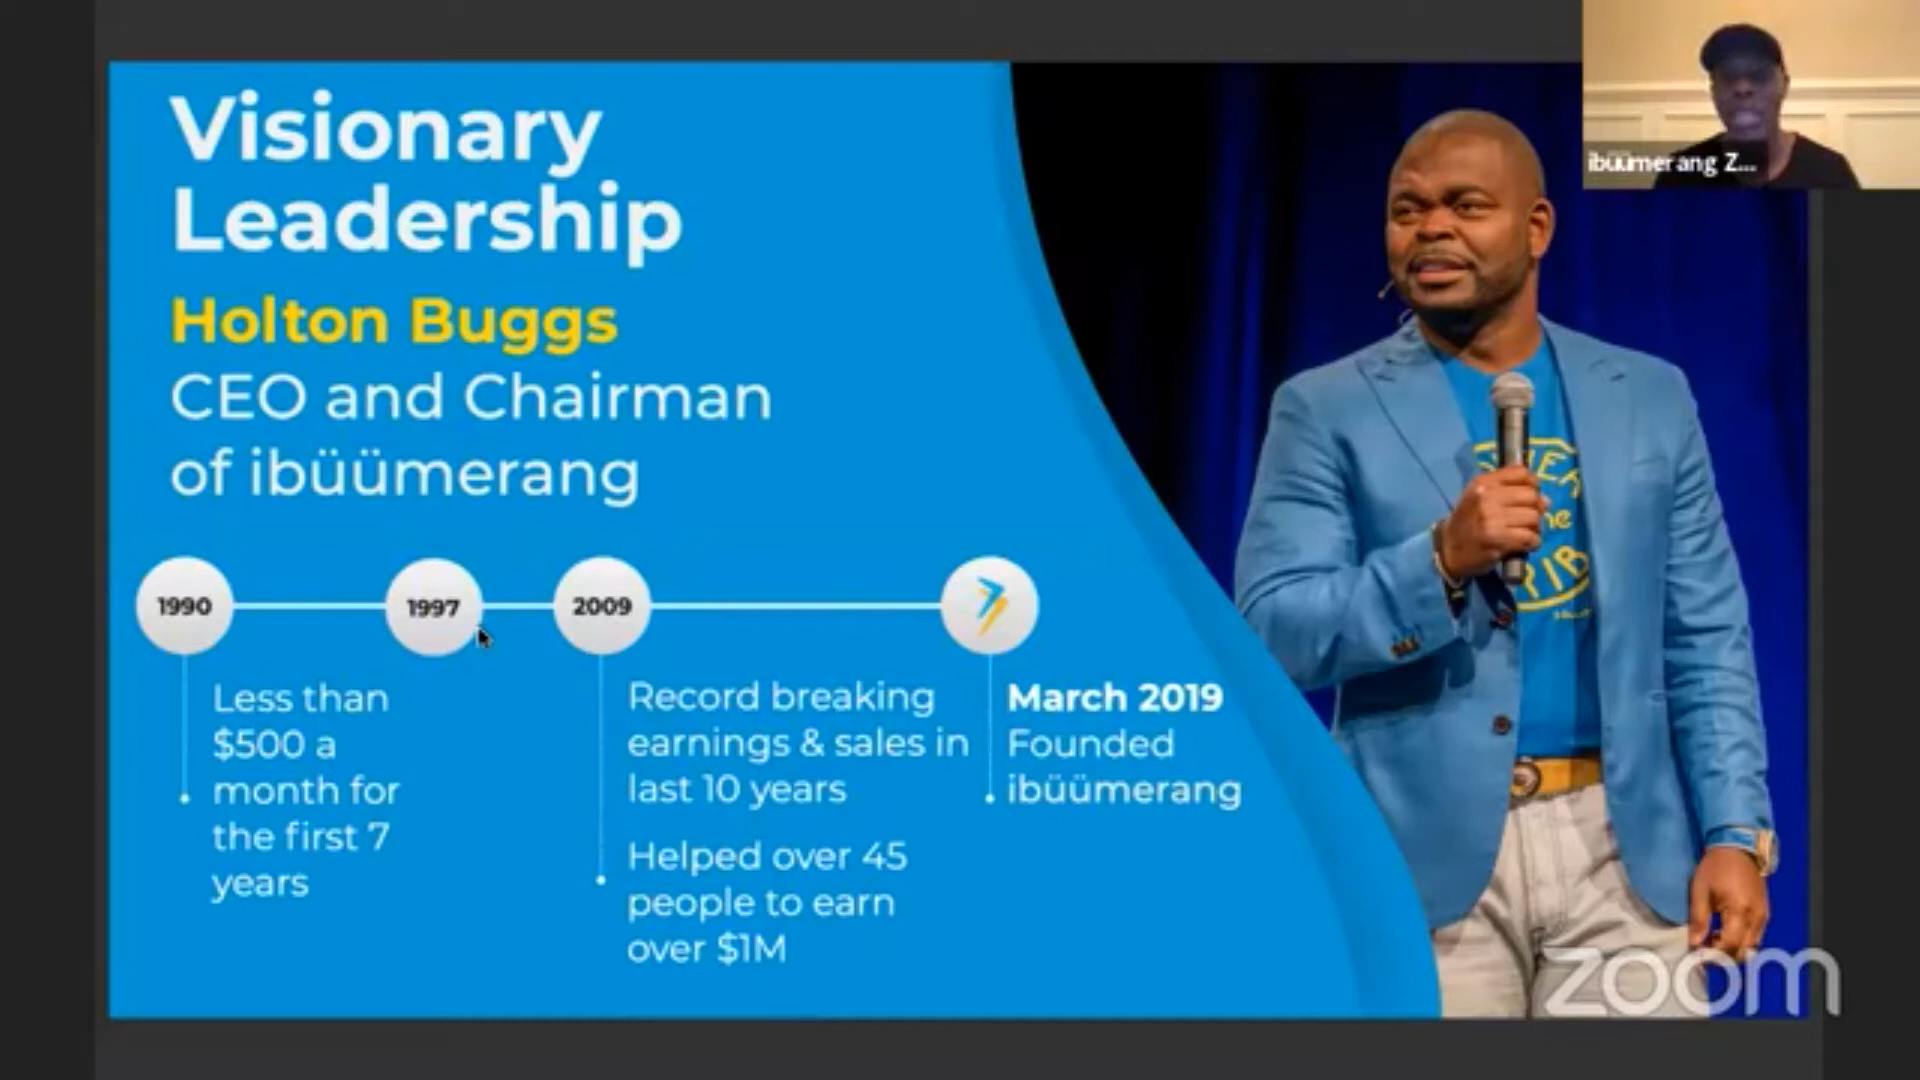 Visionary
Leadership
Holton Buggs
CEO and Chairman
of ibüümerang
1990
1997
2009
Less than
$500 a
month for
the first 7
years
Record breaking
earnings & sales in
last 10 years
Helped over 45
people to earn
over $1M
March 2019
Founded
ibüümerang
ibüümerang Z...
zoom